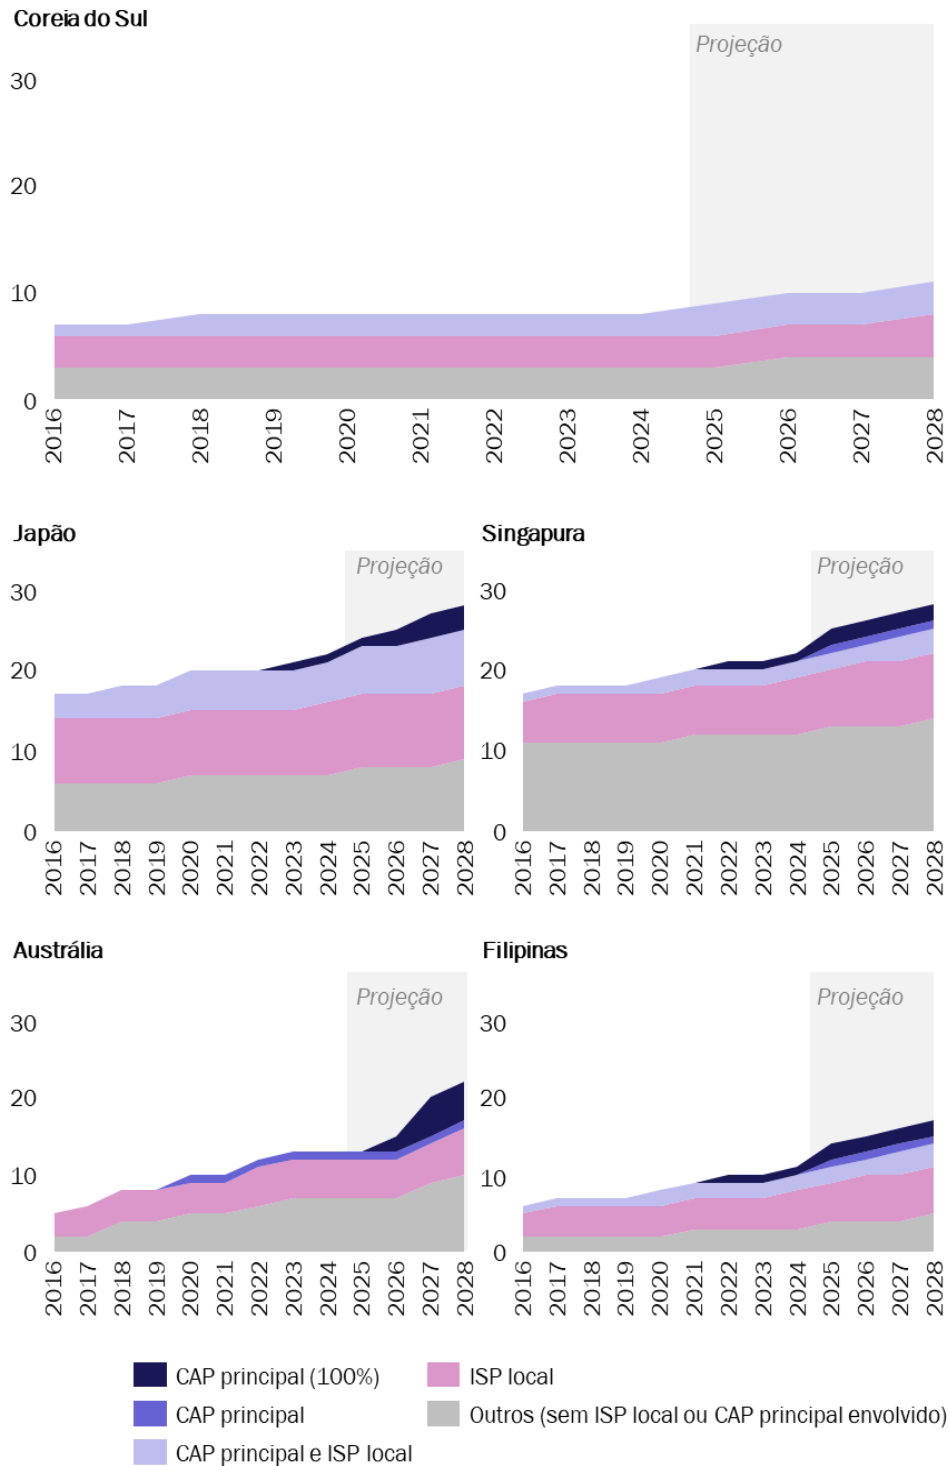 Coreia do Sul
Projeção
30
20
10
0
2016 2017 2018 2019 2020 2021 2022 2023 2024 2025 2026 2027 2028
Japão
Projeção
30
20
10
0
2016 2017 2018 2019 2020 2021 2022 2023 2024 2025 2026 2027 2028
Singapura
Projeção
30
20
10
0
2016 2017 2018 2019 2020 2021 2022 2023 2024 2025 2026 2027 2028
Austrália
Projeção
30
20
10
0
2016 2017 2018 2019 2020 2021 2022 2023 2024 2025 2026 2027 2028
Filipinas
Projeção
30
20
10
0
2016 2017 2018 2019 2020 2021 2022 2023 2024 2025 2026 2027 2028
CAP principal (100%)
CAP principal
CAP principal e ISP local
ISP local
Outros (sem ISP local ou CAP principal envolvido)